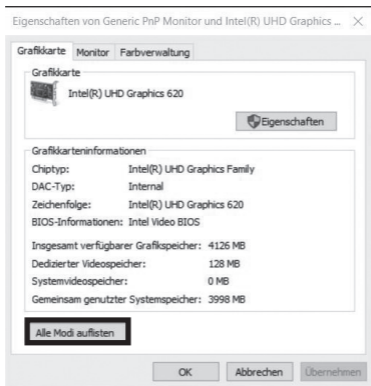 Eigenschaften von Generic PnP Monitor und Intel(R) UHD Graphics ...
Grafikkarte Monitor Farbverwaltung
Grafikkarte
Intel(R) UHD Graphics 620
Eigenschaften
Grafikkarteninformationen
Chiptyp: Intel(R) UHD Graphics Family
DAC-Typ: Internal
Zeichenfolge: Intel(R) UHD Graphics 620
BIOS-Informationen: Intel Video BIOS
Insgesamt verfügbarer Grafikspeicher: 4126 MB
Dedizierter Videospeicher: 128 MB
Systemvideospeicher: 0 MB
Gemeinsam genutzter Systemspeicher: 3998 MB
Alle Modi auflisten
OK Abbrechen Übernehmen